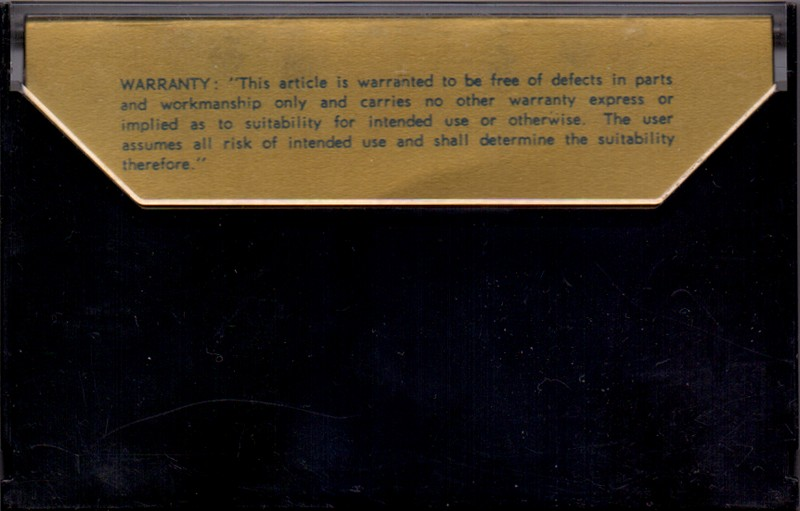 WARRANTY: "This article is warranted to be free of defects in parts
and workmanship only and carries no other warranty express or
implied as to suitability for intended use or otherwise. The user
assumes all risk of intended use and shall determine the suitability
therefore."